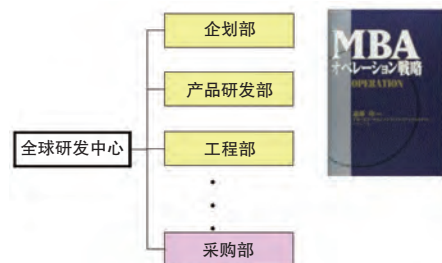 企划部
产品研发部
全球研发中心
工程部
采购部
MBA
オペレーション戦略
OPERATION